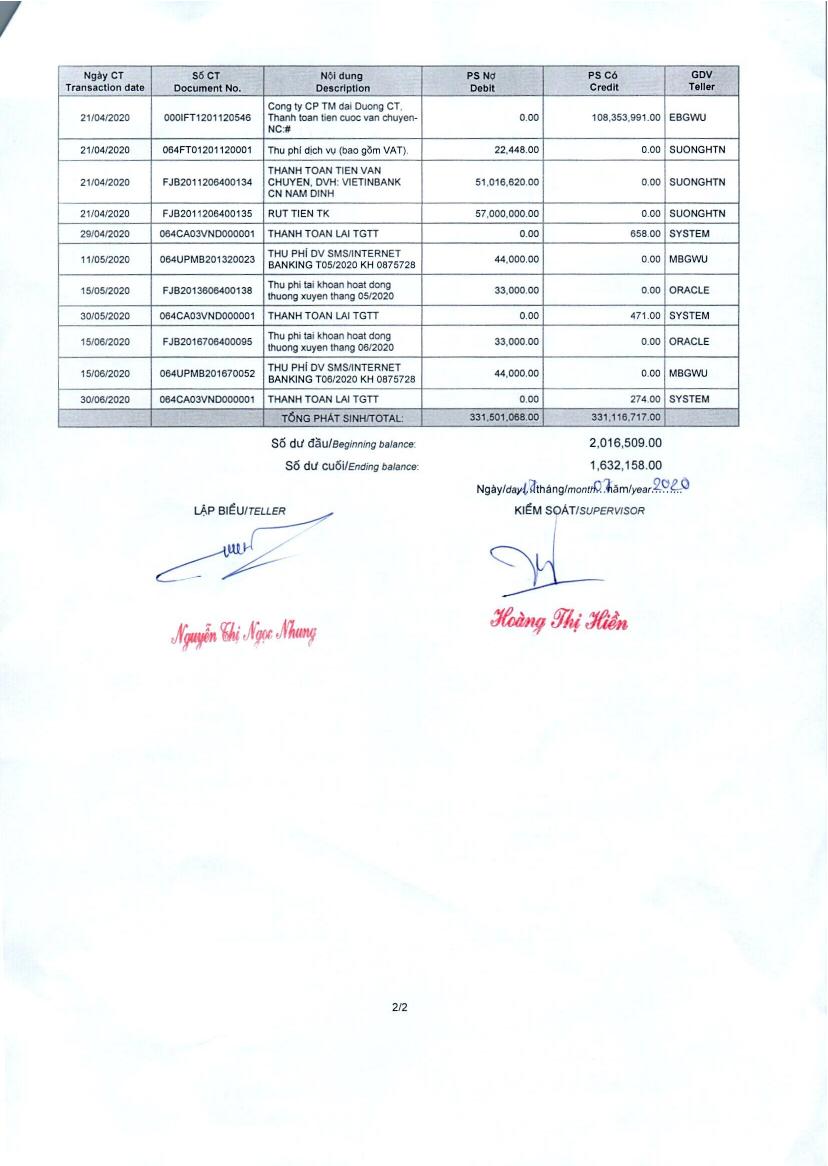 Ngày CT Số CT Nội dung PS Nợ PS Có GDV
Transaction date Document No. Description Debit Credit Teller
Cong ty CP TM dai Duong CT,
21/04/2020 000IFT1201120546 Thanh toan tien cuoc van chuyen- 0.00 108,353,991.00 EBGWU
NC:#
21/04/2020 064FT01201120001 Thu phí dịch vụ (bao gồm VAT). 22,448.00 0.00 SUONGHTN
THANH TOAN TIEN VAN
21/04/2020 FJB2011206400134 CHUYEN, DVH: VIETINBANK 51,016,620.00 0.00 SUONGHTN
CN NAM DINH
21/04/2020 FJB2011206400135 RUT TIEN TK 57,000,000.00 0.00 SUONGHTN
29/04/2020 064CA03VND000001 THANH TOAN LAI TGTT 0.00 658.00 SYSTEM
11/05/2020 064UPMB201320023 THU PHÍ DV SMS/INTERNET 44,000.00 0.00 MBGWU
BANKING T05/2020 KH 0875728
15/05/2020 FJB2013606400138 Thu phi tai khoan hoat dong 33,000.00 0.00 ORACLE
thuong xuyen thang 05/2020
30/05/2020 064CA03VND000001 THANH TOAN LAI TGTT 0.00 471.00 SYSTEM
15/06/2020 FJB2016706400095 Thu phi tai khoan hoat dong 33,000.00 0.00 ORACLE
thuong xuyen thang 06/2020
15/06/2020 064UPMB201670052 THU PHÍ DV SMS/INTERNET 44,000.00 0.00 MBGWU
BANKING T06/2020 KH 0875728
30/06/2020 064CA03VND000001 THANH TOAN LAI TGTT 0.00 274.00 SYSTEM
TỔNG PHÁT SINH/TOTAL: 331,501,068.00 331,116,717.00
Số dư đầu/Beginning balance: 2,016,509.00
Số dư cuối/Ending balance: 1,632,158.00
Ngày/day 17 tháng/month 07 năm/year 2020
LẬP BIỂU/TELLER KIỂM SOÁT/SUPERVISOR
Nguyễn Thị Ngọc Nhung Hoàng Thị Hiền
2/2